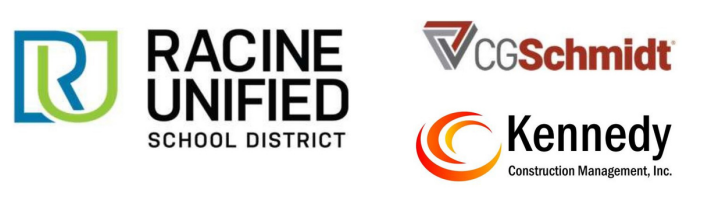 RACINE
UNIFIED
SCHOOL DISTRICT
CGSchmidt
Kennedy
Construction Management, Inc.